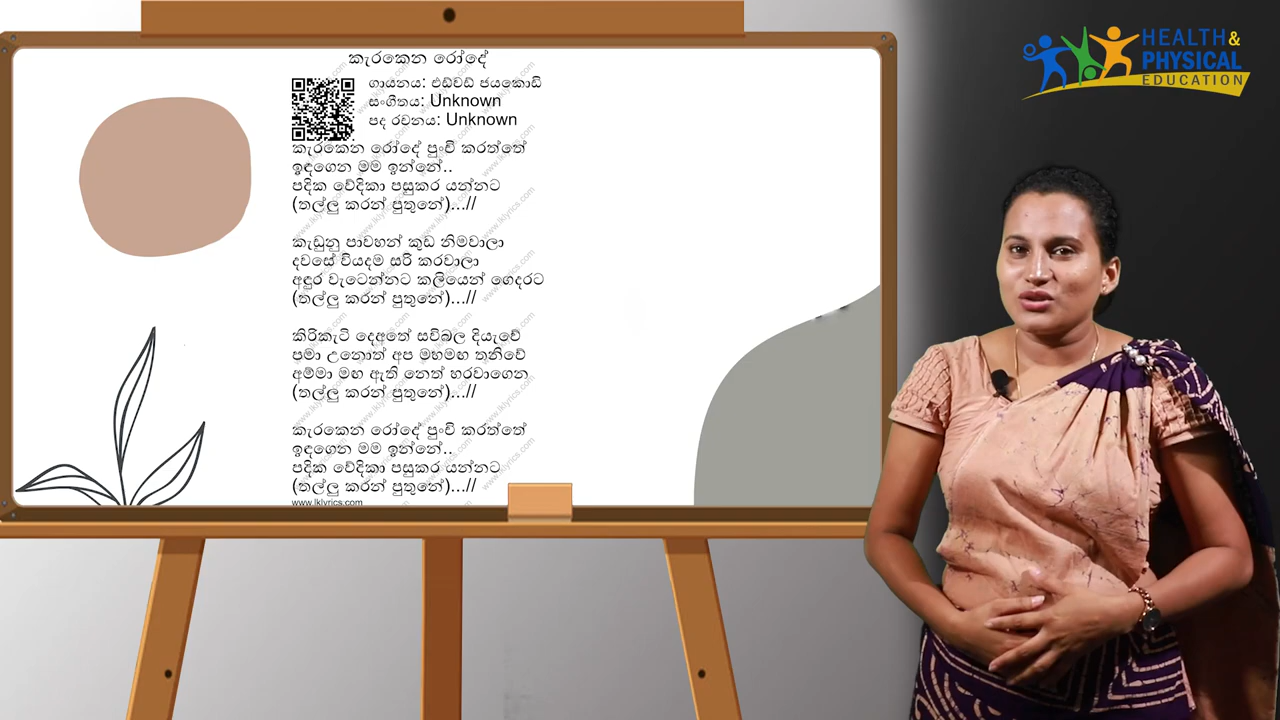 කැරකෙන රෝදේ
ගායනය: එඩ්වඩ් ජයකොඩි
සංගීතය: Unknown
පද රචනය: Unknown
කැරකෙන රෝදේ පුංචි කරත්තේ
ඉඳගෙන මම ඉන්නේ..
පදික වේදිකා පසුකර යන්නට
(තල්ලු කරන් පුතුනේ)...//
කැඩුනු පාවහන් කුඩ නිමවාලා
දවසේ වියදම සරි කරවාලා
අඳුර වැටෙන්නට කලියෙන් ගෙදරට
(තල්ලු කරන් පුතුනේ)...//
කිරිකැටි දෙඅතේ සවිබල දියැවේ
පමා උනොත් අප මහමඟ තනිවේ
අම්මා මඟ ඇති නෙත් හරවාගෙන
(තල්ලු කරන් පුතුනේ)...//
කැරකෙන රෝදේ පුංචි කරත්තේ
ඉඳගෙන මම ඉන්නේ..
පදික වේදිකා පසුකර යන්නට
(තල්ලු කරන් පුතුනේ)...//
www.lklyrics.com
HEALTH &
PHYSICAL
EDUCATION